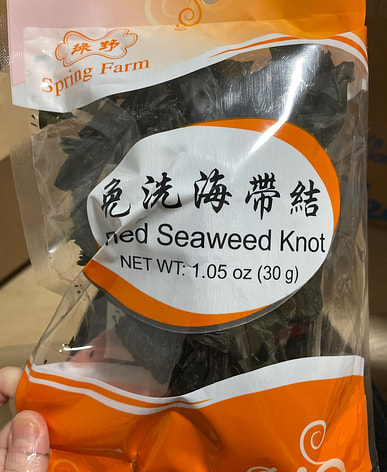 綠野
Spring Farm
免洗海帶結
ried Seaweed Knot
NET WT: 1.05 oz (30 g)